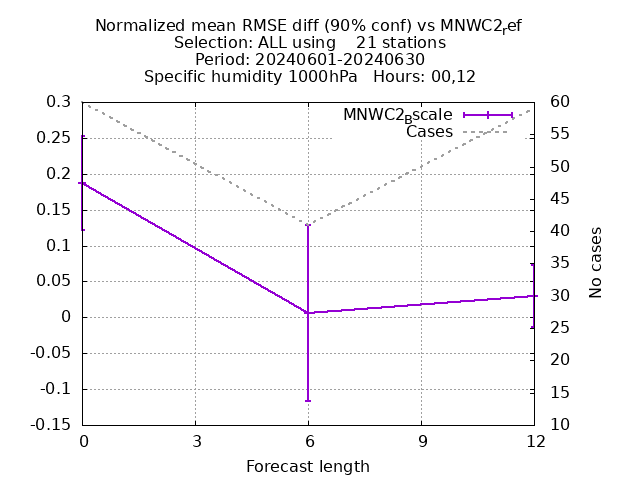 Normalized mean RMSE diff (90% conf) vs MNWC2ref
Selection: ALL using    21 stations
Period: 20240601-20240630
Specific humidity 1000hPa   Hours: 00,12
MNWC2Bscale
Cases
0.3
0.25
0.2
0.15
0.1
0.05
0
-0.05
-0.1
-0.15
60
55
50
45
40
35
30
25
20
15
10
No cases
0 3 6 9 12
Forecast length